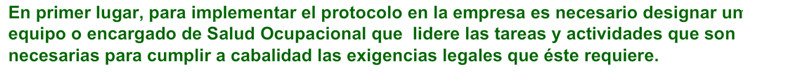 En primer lugar, para implementar el protocolo en la empresa es necesario designar un
equipo o encargado de Salud Ocupacional que  lidere las tareas y actividades que son
necesarias para cumplir a cabalidad las exigencias legales que éste requiere.